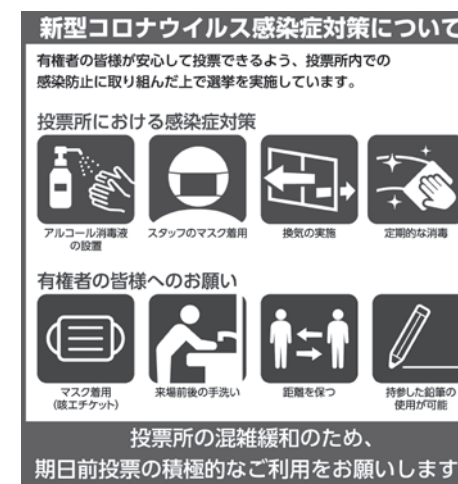 新型コロナウイルス感染症対策について
有権者の皆様が安心して投票できるよう、投票所内での
感染防止に取り組んだ上で選挙を実施しています。
投票所における感染症対策
アルコール消毒液
の設置
スタッフのマスク着用
換気の実施
定期的な消毒
有権者の皆様へのお願い
マスク着用
(咳エチケット)
来場前後の手洗い
距離を保つ
持参した鉛筆の
使用が可能
投票所の混雑緩和のため、
期日前投票の積極的なご利用をお願いします